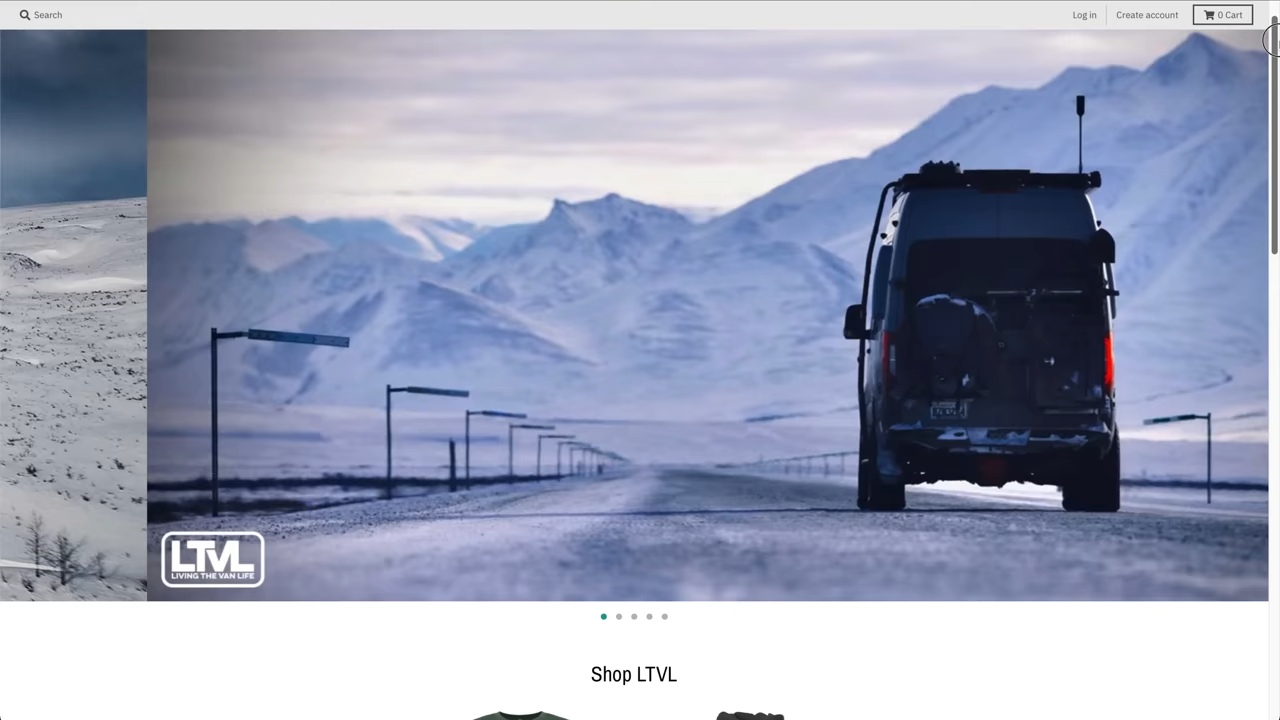 Search
Log in
Create account
0 Cart
LTVL
LIVING THE VAN LIFE
Shop LTVL